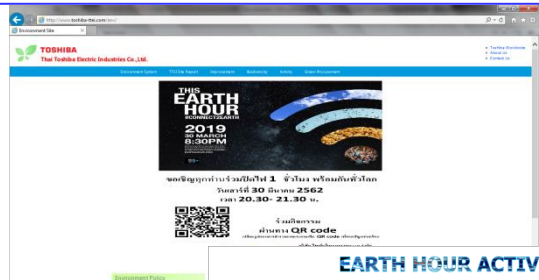 http://www.toshiba-thai.com/env/
Environment Site
TOSHIBA
Thai Toshiba Electric Industries Co.,Ltd.
Toshiba Worldwide
About Us
Contact Us
Environment System
Improvement
Biodiversity
Activity
Green Procurement
THIS
EARTH
HOUR
#CONNECT2EARTH
2019
30 MARCH
8:30PM
ขอเชิญทุกท่านร่วมปิดไฟ 1 ชั่วโมง พร้อมกันทั่วโลก
วันเสาร์ที่ 30 มีนาคม 2562
เวลา 20.30- 21.30 น.
ร่วมกิจกรรม
ผ่านทาง QR code
Environment Policy
EARTH HOUR ACTIV